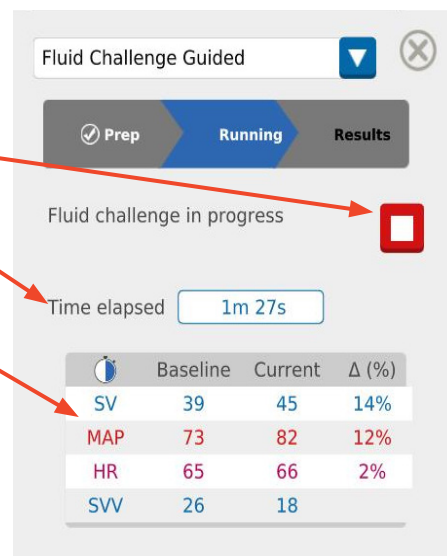 Fluid Challenge Guided
Prep Running Results
Fluid challenge in progress
Time elapsed 1m 27s
Baseline Current Δ (%)
SV 39 45 14%
MAP 73 82 12%
HR 65 66 2%
SVV 26 18